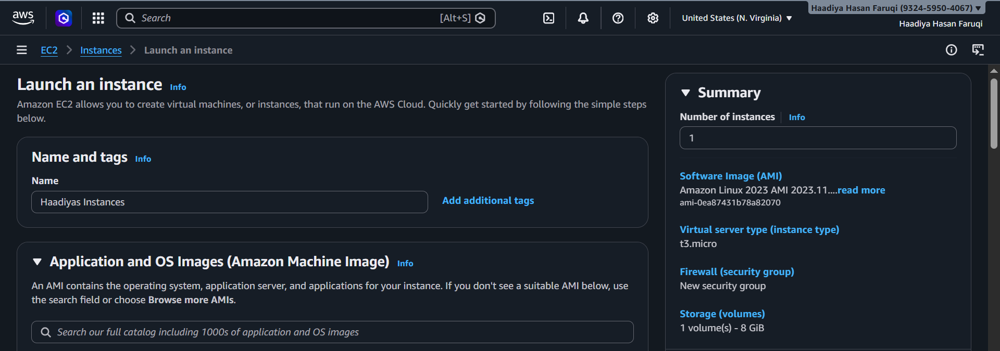 aws
Search
[Alt+S]
United States (N. Virginia)
Haadiya Hasan Faruqi (9324-5950-4067)
Haadiya Hasan Faruqi
EC2
Instances
Launch an instance
Launch an instance Info
Amazon EC2 allows you to create virtual machines, or instances, that run on the AWS Cloud. Quickly get started by following the simple steps
below.
Name and tags Info
Name
Haadiyas Instances
Add additional tags
Application and OS Images (Amazon Machine Image) Info
An AMI contains the operating system, application server, and applications for your instance. If you don't see a suitable AMI below, use
the search field or choose Browse more AMIs.
Search our full catalog including 1000s of application and OS images
Summary
Number of instances Info
1
Software Image (AMI)
Amazon Linux 2023 AMI 2023.11....read more
ami-0ea87431b78a82070
Virtual server type (instance type)
t3.micro
Firewall (security group)
New security group
Storage (volumes)
1 volume(s) - 8 GiB